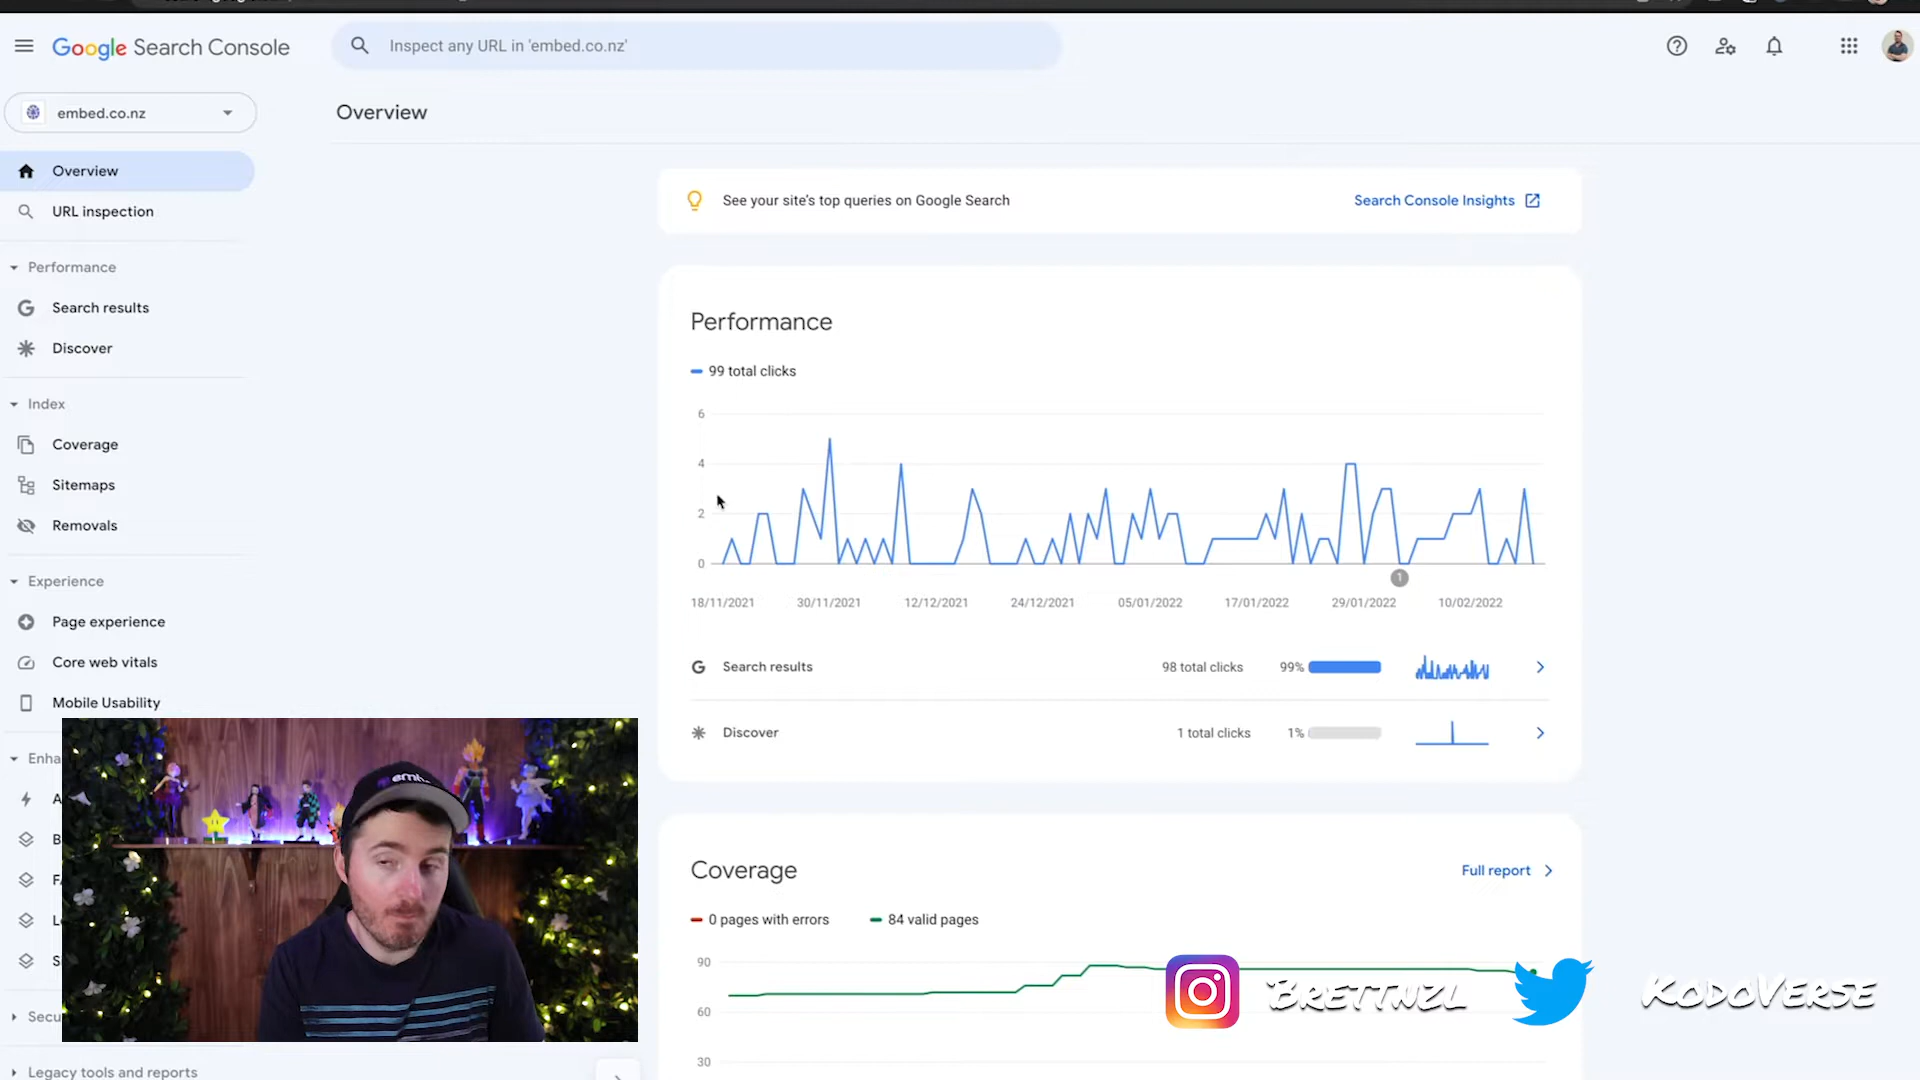 Google Search Console
Inspect any URL in 'embed.co.nz'
embed.co.nz
Overview
Overview
URL inspection
Performance
Search results
Discover
Index
Coverage
Sitemaps
Removals
Experience
Page experience
Core web vitals
Mobile Usability
Legacy tools and reports
See your site's top queries on Google Search
Search Console Insights
Performance
99 total clicks
6
4
2
0
1
18/11/2021 30/11/2021 12/12/2021 24/12/2021 05/01/2022 17/01/2022 29/01/2022 10/02/2022
Search results 98 total clicks 99%
Discover 1 total clicks 1%
Coverage
Full report
0 pages with errors 84 valid pages
90
60
30
BrettNZL
KodoVerse